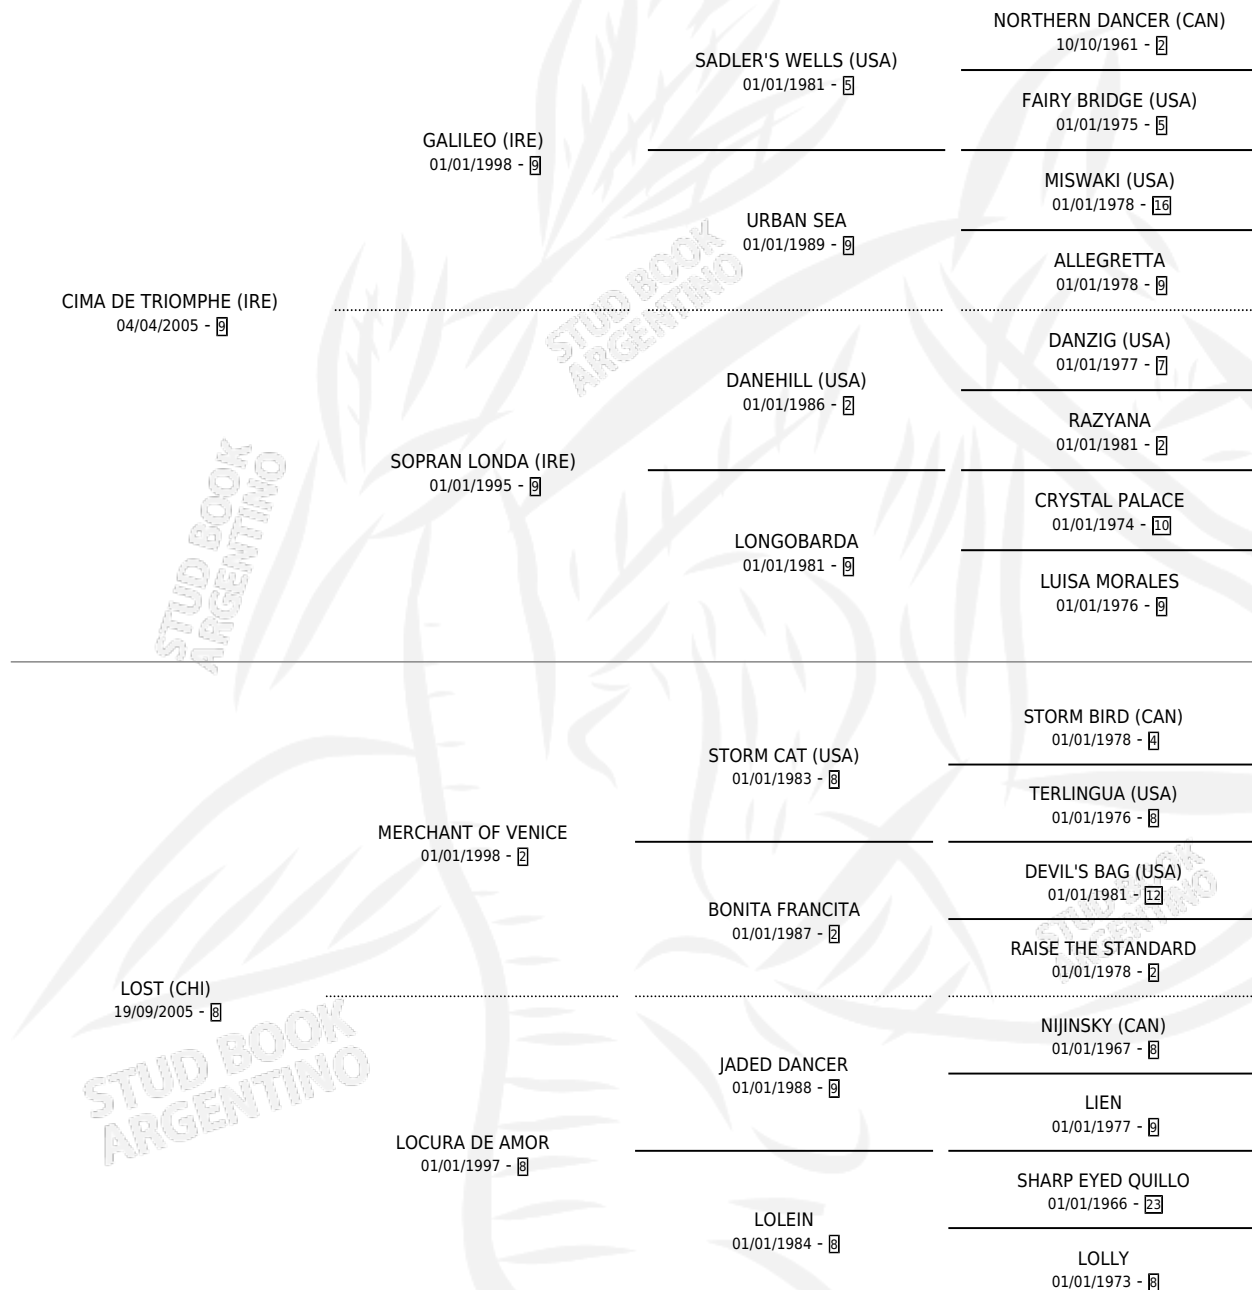 NORTHERN DANCER (CAN)
10/10/1961 - 2
SADLER'S WELLS (USA)
01/01/1981 - 5
FAIRY BRIDGE (USA)
01/01/1975 - 5
GALILEO (IRE)
01/01/1998 - 9
MISWAKI (USA)
01/01/1978 - 16
URBAN SEA
01/01/1989 - 9
ALLEGRETTA
01/01/1978 - 9
CIMA DE TRIOMPHE (IRE)
04/04/2005 - 9
DANZIG (USA)
01/01/1977 - 7
DANEHILL (USA)
01/01/1986 - 2
RAZYANA
01/01/1981 - 2
SOPRAN LONDA (IRE)
01/01/1995 - 9
CRYSTAL PALACE
01/01/1974 - 10
LONGOBARDA
01/01/1981 - 9
LUISA MORALES
01/01/1976 - 9
STORM BIRD (CAN)
01/01/1978 - 4
STORM CAT (USA)
01/01/1983 - 8
TERLINGUA (USA)
01/01/1976 - 8
MERCHANT OF VENICE
01/01/1998 - 2
DEVIL'S BAG (USA)
01/01/1981 - 12
BONITA FRANCITA
01/01/1987 - 2
RAISE THE STANDARD
01/01/1978 - 2
LOST (CHI)
19/09/2005 - 8
NIJINSKY (CAN)
01/01/1967 - 8
JADED DANCER
01/01/1988 - 9
LIEN
01/01/1977 - 9
LOCURA DE AMOR
01/01/1997 - 8
SHARP EYED QUILLO
01/01/1966 - 23
LOLEIN
01/01/1984 - 8
LOLLY
01/01/1973 - 8
STUD BOOK
ARGENTINO
STUD BOOK
ARGENTINO
STUD BOOK
ARGENTINO
STUD BOOK
ARGENTINO